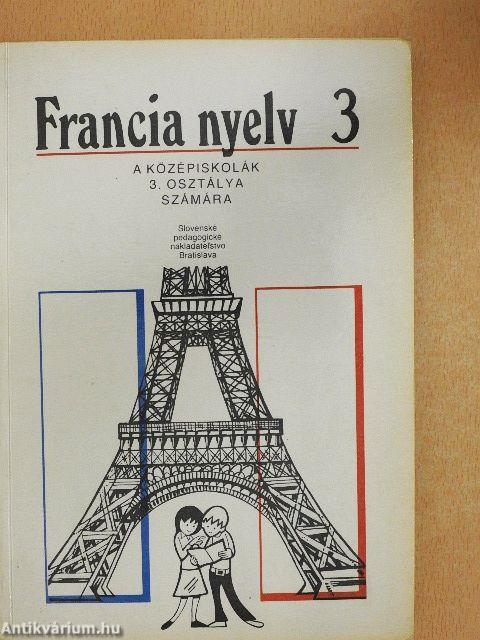 Francia nyelv 3
A KÖZÉPISKOLÁK
3. OSZTÁLYA
SZÁMÁRA
Slovenské
pedagogické
nakladateľstvo
Bratislava
Antikvárium.hu